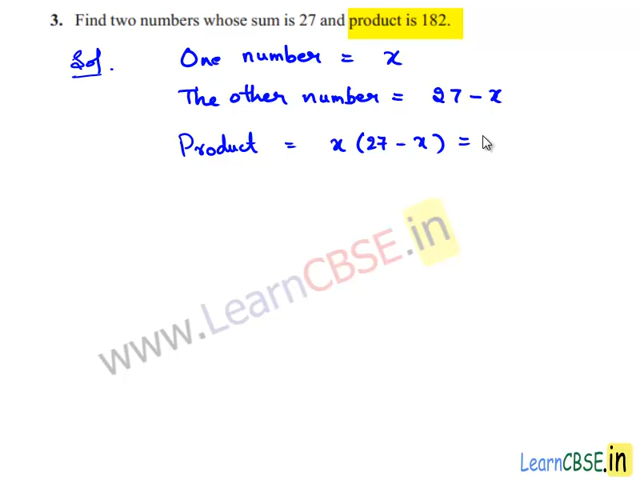 3. Find two numbers whose sum is 27 and product is 182.
Sol. One number = x
The other number = 27 - x
Product = x (27 - x) =
www.LearnCBSE.in
LearnCBSE.in